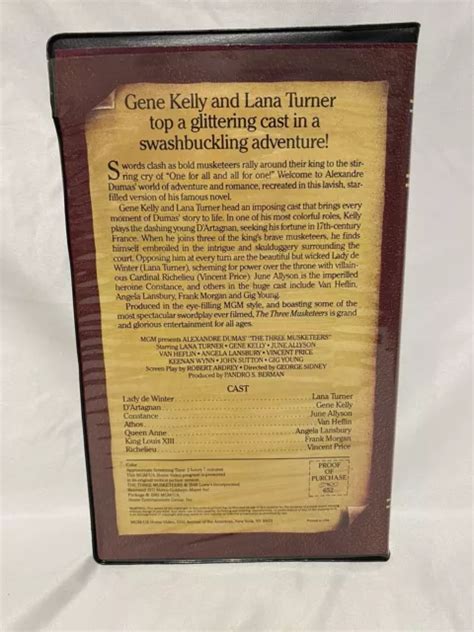 Gene Kelly and Lana Turner
top a glittering cast in a
swashbuckling adventure!
Swords clash as bold musketeers rally around their king to the stir-
ring cry of "One for all and all for one!" Welcome to Alexandre
Dumas' world of adventure and romance, recreated in this lavish, star-
filled version of his famous novel.
Gene Kelly and Lana Turner head an imposing cast that brings every
moment of Dumas' story to life. In one of his most colorful roles, Kelly
plays the dashing young D'Artagnan, seeking his fortune in 17th-century
France. When he joins three of the king's brave musketeers, he finds
himself embroiled in the intrigue and skulduggery surrounding the
court. Opposing him at every turn are the beautiful but wicked Lady de
Winter (Lana Turner), scheming for power over the throne with villain-
ous Cardinal Richelieu (Vincent Price). June Allyson is the imperilled
heroine Constance, and others in the huge cast include Van Heflin,
Angela Lansbury, Frank Morgan and Gig Young.
Produced in the eye-filling MGM style, and boasting some of the
most spectacular swordplay ever filmed, The Three Musketeers is grand
and glorious entertainment for all ages.
MGM presents ALEXANDRE DUMAS' "THE THREE MUSKETEERS"
Starring LANA TURNER • GENE KELLY • JUNE ALLYSON
VAN HEFLIN • ANGELA LANSBURY • VINCENT PRICE
KEENAN WYNN • JOHN SUTTON • GIG YOUNG
Screen Play by ROBERT ARDREY • Directed by GEORGE SIDNEY
Produced by PANDRO S. BERMAN
CAST
Lady de Winter Lana Turner
D'Artagnan Gene Kelly
Constance June Allyson
Athos Van Heflin
Queen Anne Angela Lansbury
King Louis XIII Frank Morgan
Richelieu Vincent Price
Color
PROOF
OF
PURCHASE
652